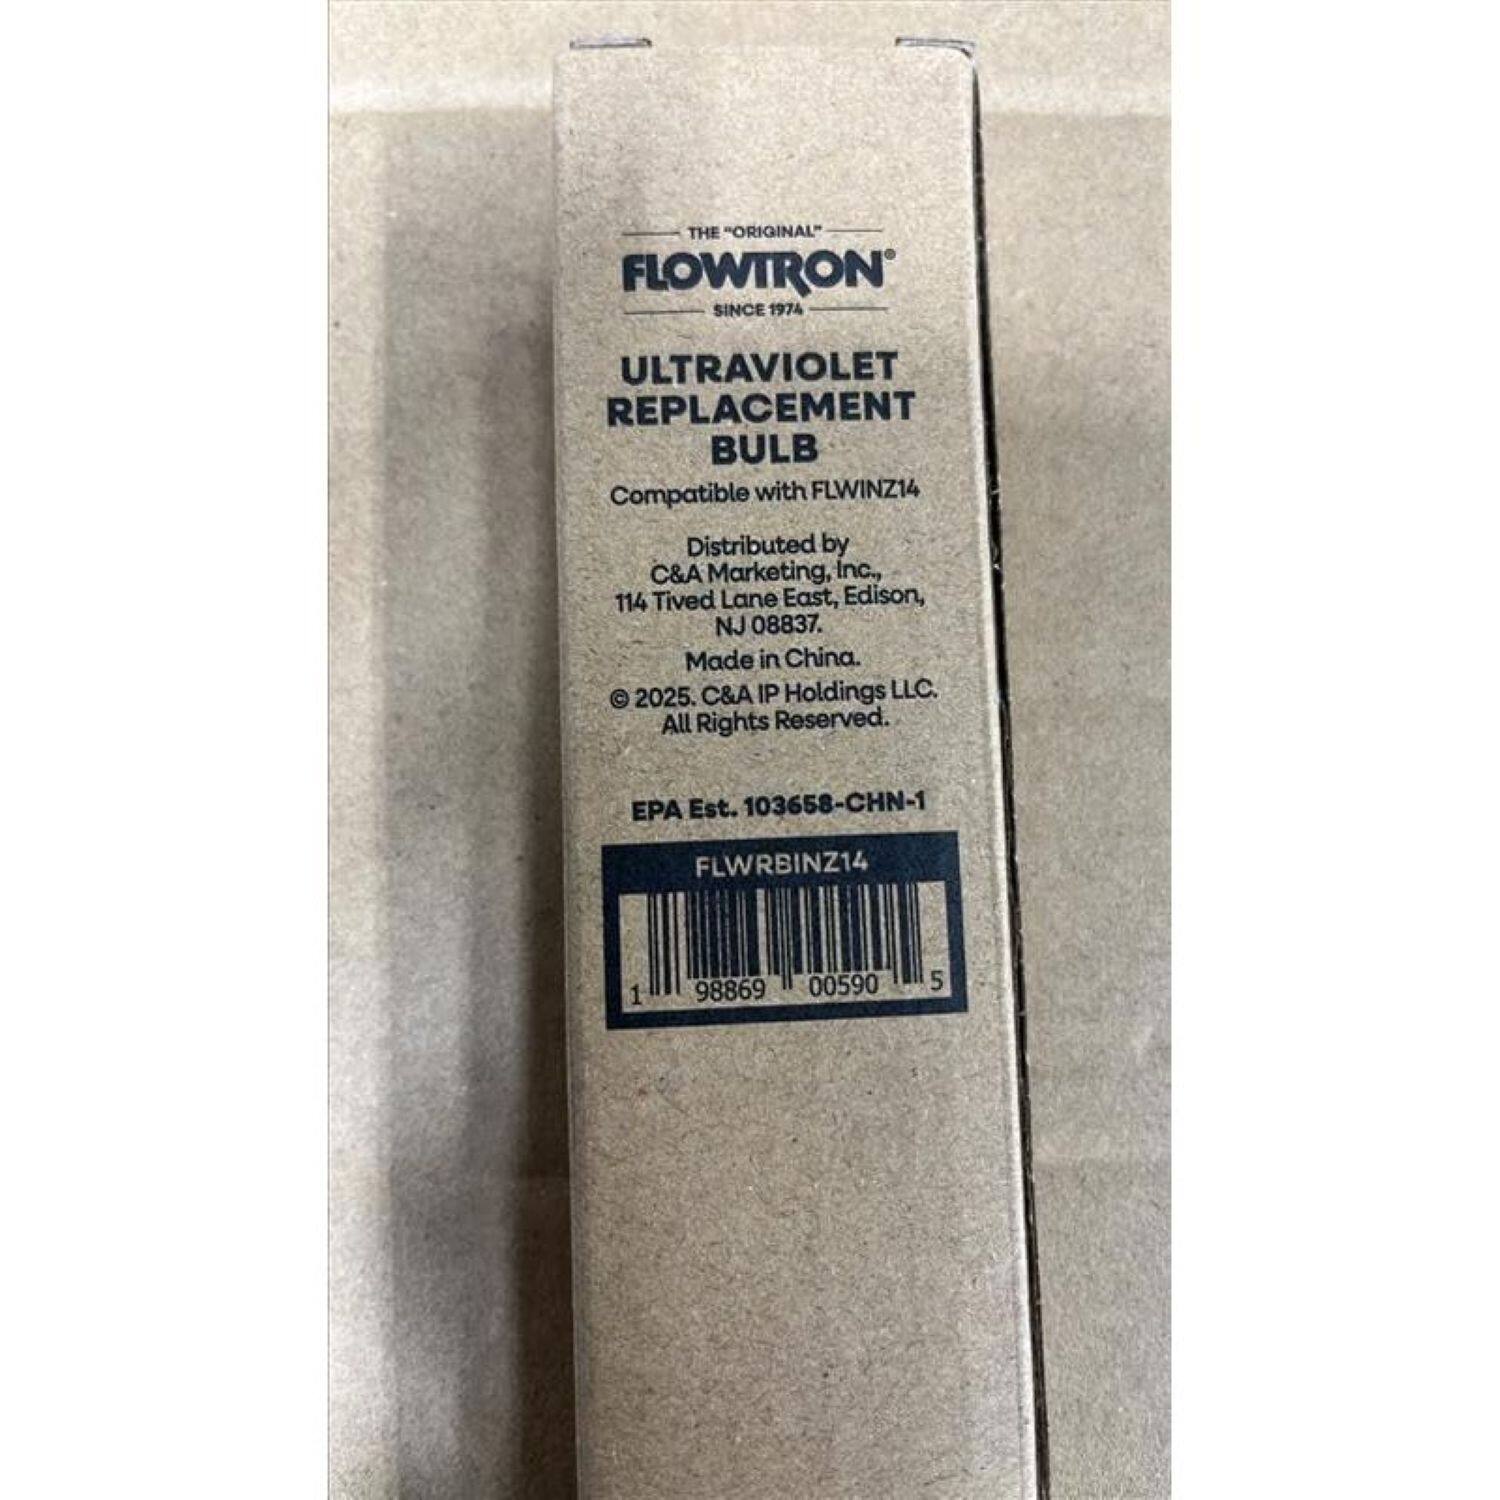 THE "ORIGINAL"
FLOWTRON®
SINCE 1974
ULTRAVIOLET
REPLACEMENT
BULB
Compatible with FLWINZ14
Distributed by
C&A Marketing, Inc.,
114 Tived Lane East, Edison,
NJ 08837.
Made in China.
© 2025. C&A IP Holdings LLC.
All Rights Reserved.
EPA Est. 103658-CHN-1
FLWRBINZ14
1 98869 00590 5